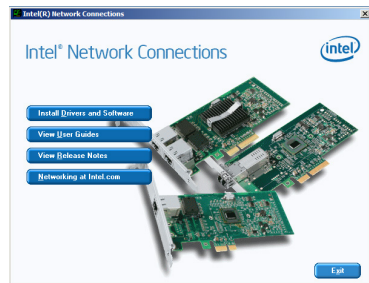 Intel(R) Network Connections
Intel® Network Connections
intel
Install Drivers and Software
View User Guides
View Release Notes
Networking at Intel.com
Exit